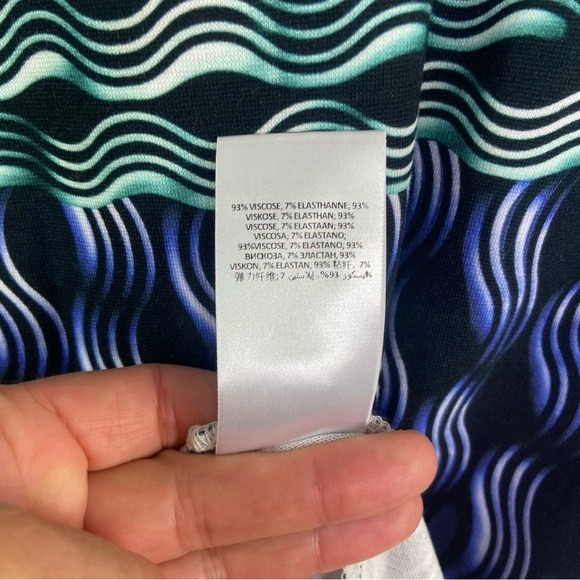 93% VISCOSE, 7% ELASTHANNE; 93%
VISKOSE, 7% ELASTHAN; 93%
VISCOSE, 7% ELASTAAN; 93%
VISCOSA; 7% ELASTANO;
93%VISCOSE, 7% ELASTANO; 93%
ВИСКОЗА, 7% ЭЛАСТАН; 93%
VISKON, 7% ELASTAN, 93% 粘纤, 7%
弹力纤维; 7 ,%93